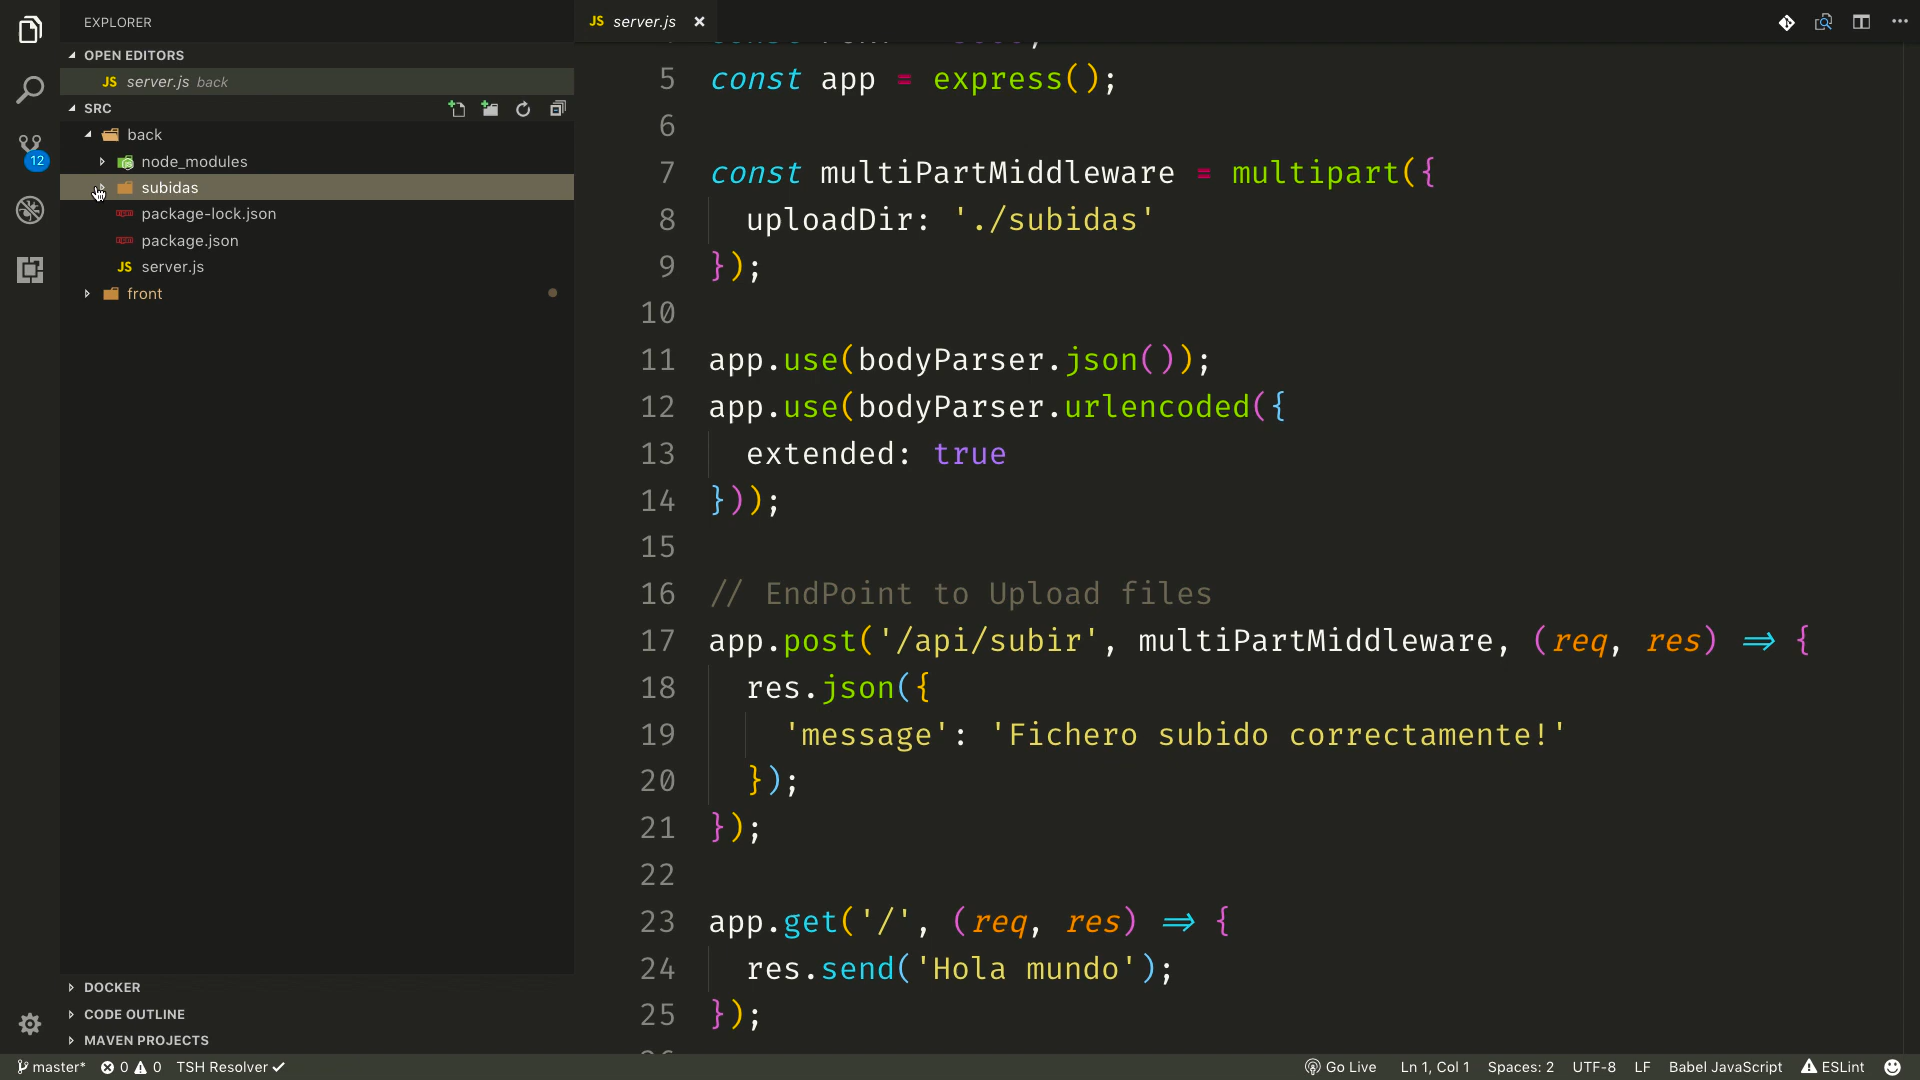 EXPLORER
OPEN EDITORS
JS server.js back
SRC
back
node_modules
subidas
package-lock.json
package.json
JS server.js
front
12
DOCKER
CODE OUTLINE
MAVEN PROJECTS
JS server.js ×
5 const app = express();
6
7 const multiPartMiddleware = multipart({
8 uploadDir: './subidas'
9 });
10
11 app.use(bodyParser.json());
12 app.use(bodyParser.urlencoded({
13 extended: true
14 }));
15
16 // EndPoint to Upload files
17 app.post('/api/subir', multiPartMiddleware, (req, res) => {
18 res.json({
19 'message': 'Fichero subido correctamente!'
20 });
21 });
22
23 app.get('/', (req, res) => {
24 res.send('Hola mundo');
25 });
master* 0 0 TSH Resolver ✓ Go Live Ln 1, Col 1 Spaces: 2 UTF-8 LF Babel JavaScript ESLint